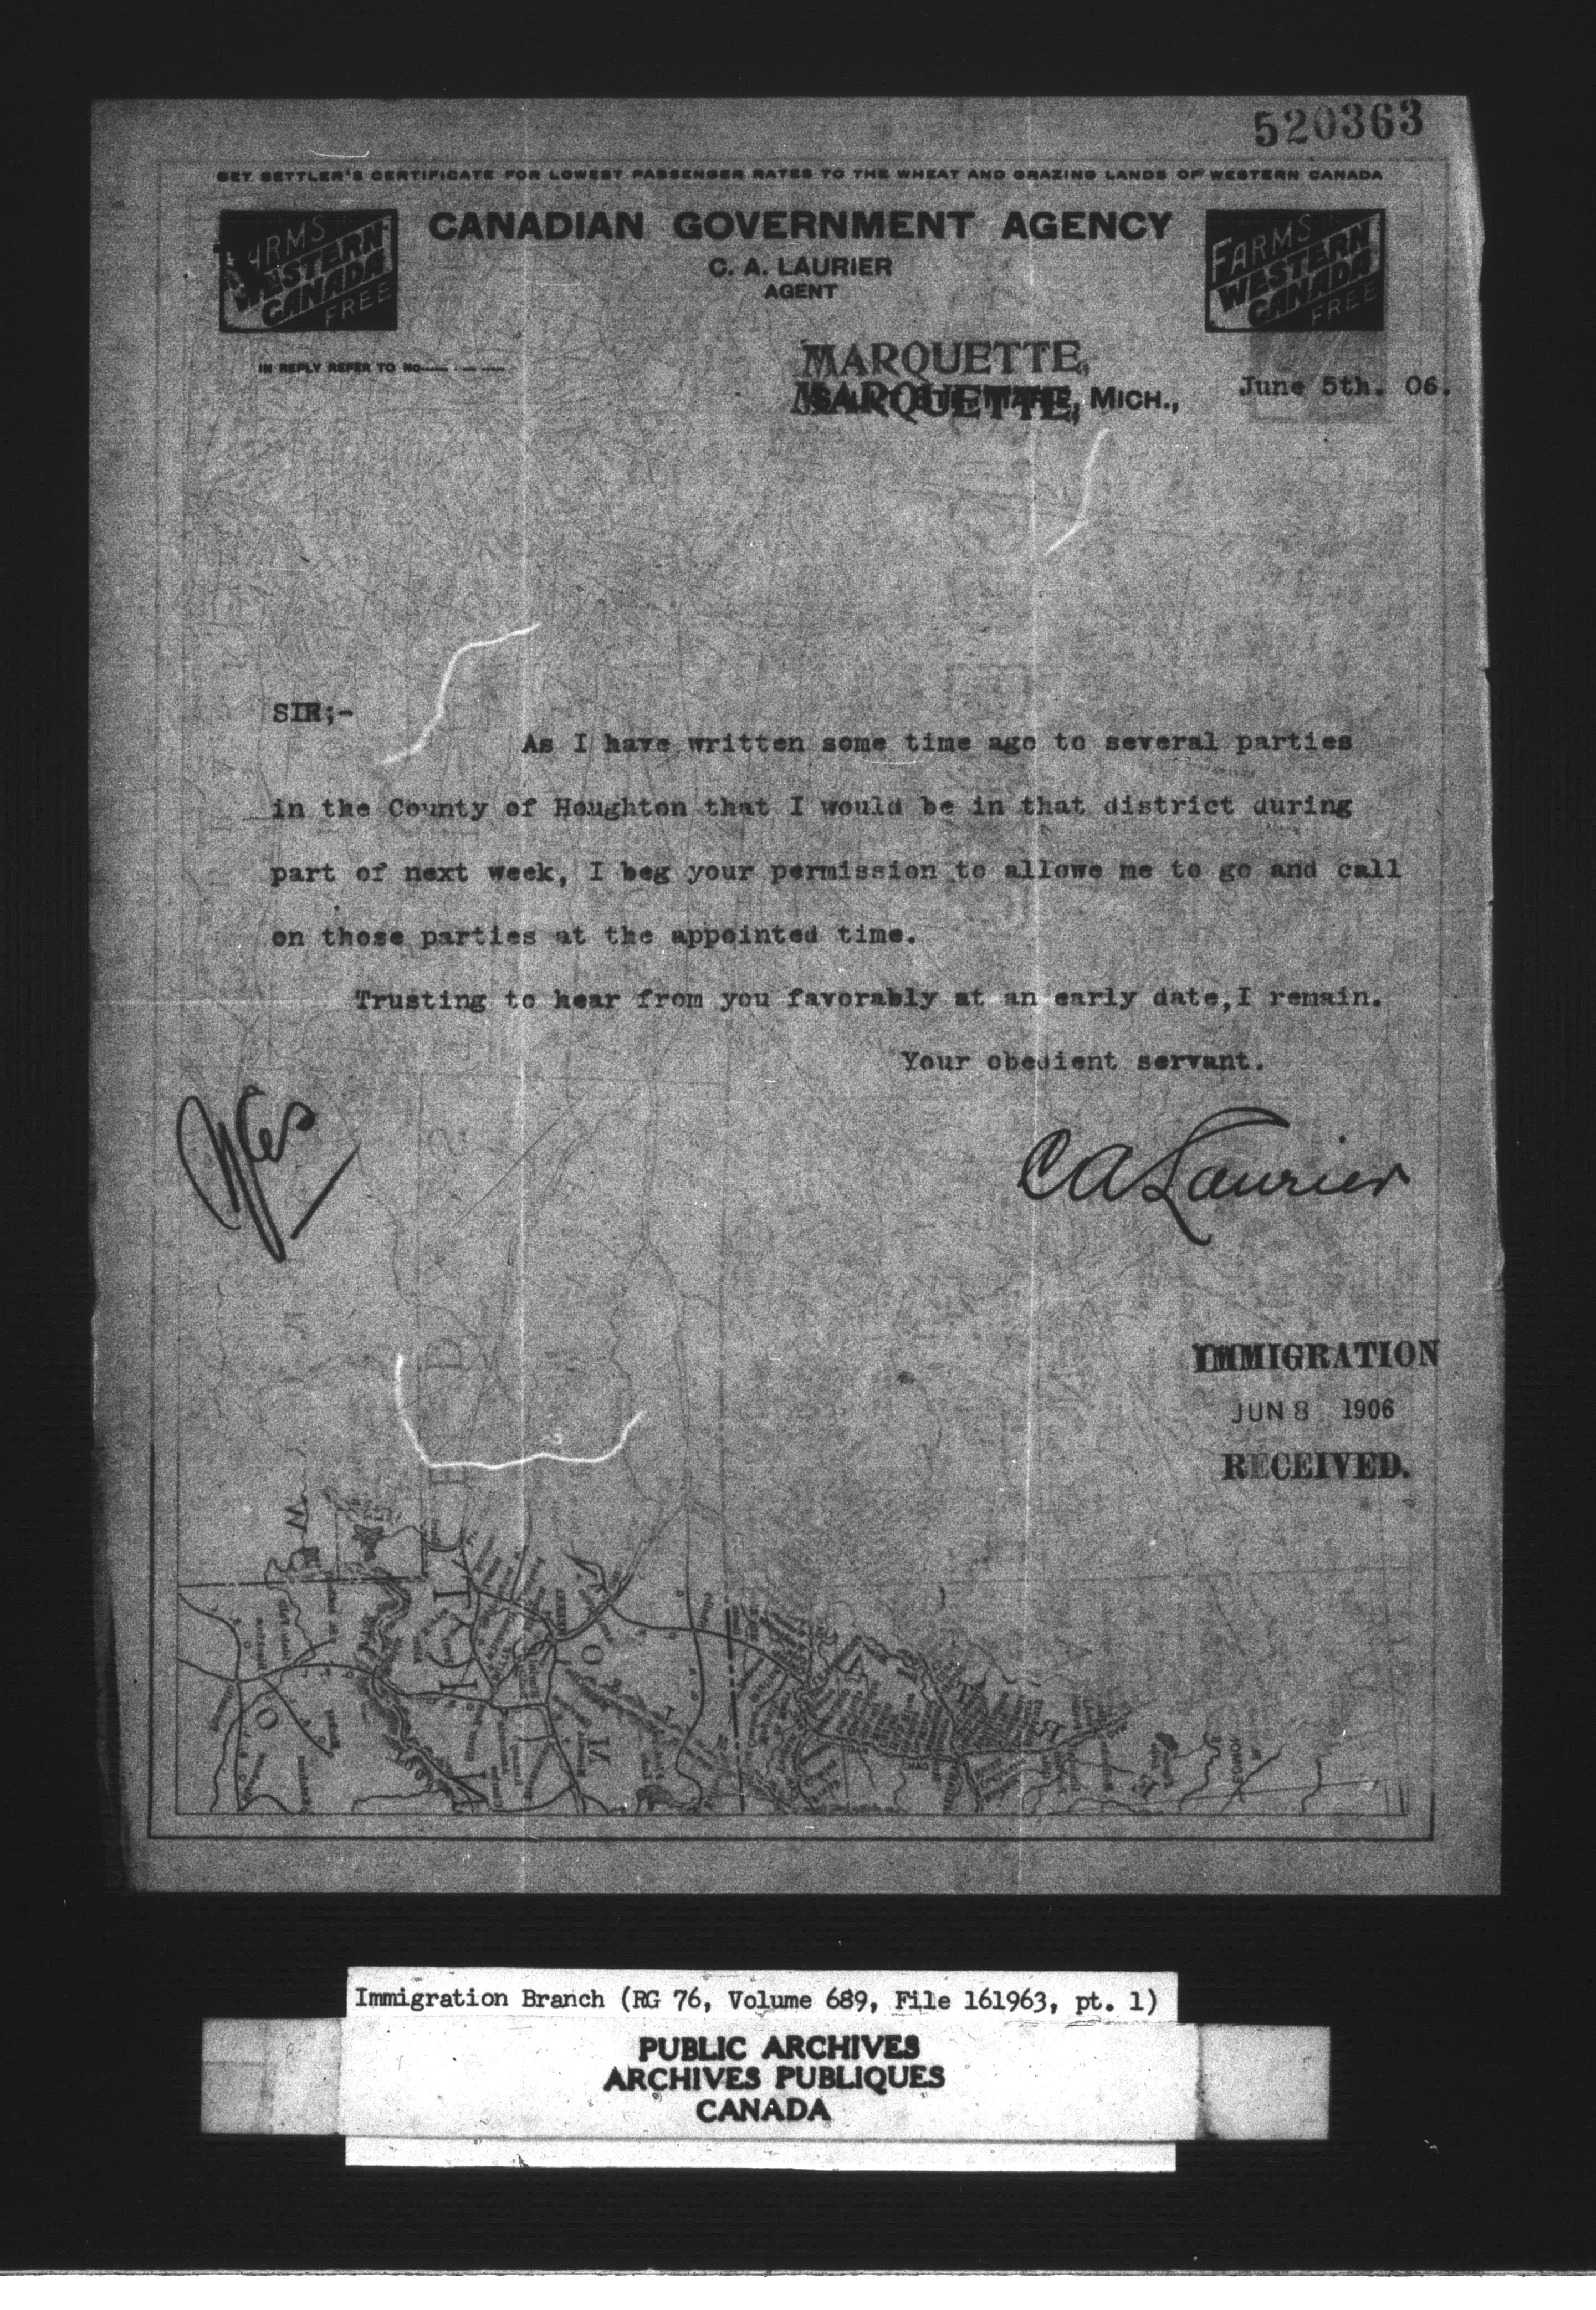 520363
GET SETTLER'S CERTIFICATE FOR LOWEST PASSENGER RATES TO THE WHEAT AND GRAZING LANDS OF WESTERN CANADA
CANADIAN GOVERNMENT AGENCY
C. A. LAURIER
AGENT
FARMS IN
WESTERN
CANADA
FREE
FARMS IN
WESTERN
CANADA
FREE
IN REPLY REFER TO NO
MARQUETTE,
MARQUETTE, MICH., June 5th. 06.
SIR;-
As I have written some time ago to several parties
in the County of Houghton that I would be in that district during
part of next week, I beg your permission to allowe me to go and call
on those parties at the appointed time.
Trusting to hear from you favorably at an early date,I remain.
Your obedient servant.
Yes
CALaurier
IMMIGRATION
JUN 8 1906
RECEIVED.
Immigration Branch (RG 76, Volume 689, File 161963, pt. 1)
PUBLIC ARCHIVES
ARCHIVES PUBLIQUES
CANADA